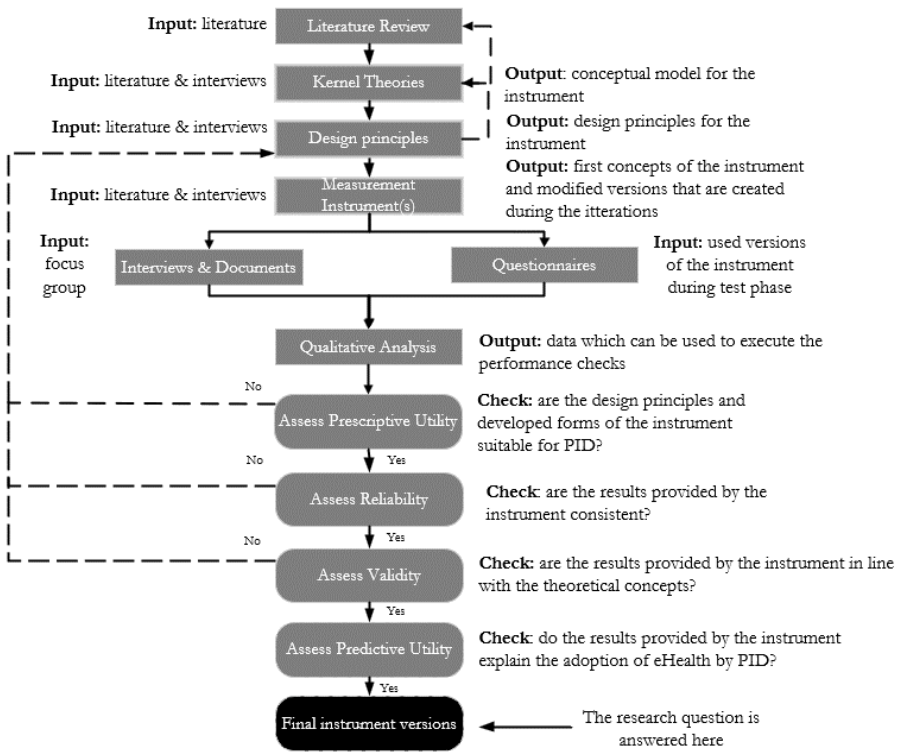 Input: literature
Literature Review
Input: literature & interviews
Kernel Theories
Output: conceptual model for the
instrument
Input: literature & interviews
Design principles
Output: design principles for the
instrument
Input: literature & interviews
Measurement
Instrument(s)
Output: first concepts of the instrument
and modified versions that are created
during the itterations
Input:
focus
group
Interviews & Documents
Questionnaires
Input: used versions
of the instrument
during test phase
Qualitative Analysis
Output: data which can be used to execute the
performance checks
No
Assess Prescriptive Utility
Check: are the design principles and
developed forms of the instrument
suitable for PID?
Yes
No
Assess Reliability
Check: are the results provided by the
instrument consistent?
Yes
No
Assess Validity
Check: are the results provided by the instrument in line
with the theoretical concepts?
Yes
Assess Predictive Utility
Check: do the results provided by the instrument
explain the adoption of eHealth by PID?
Yes
Final instrument versions
The research question is
answered here